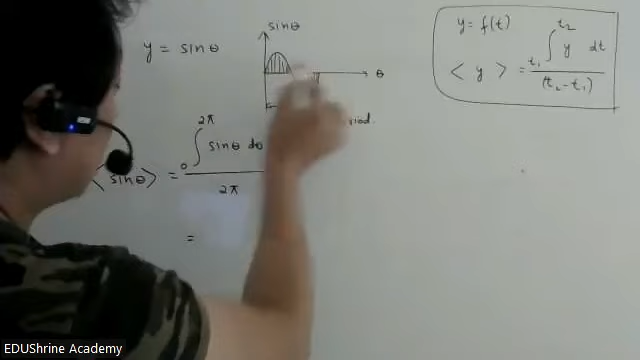 y = sinθ
sinθ
θ
y = f(t)
< y > = ∫ t₁ t₂ y dt / (t₂ - t₁)
< sinθ > = ∫ 0 2π sinθ dθ / 2π
=
EDUShrine Academy